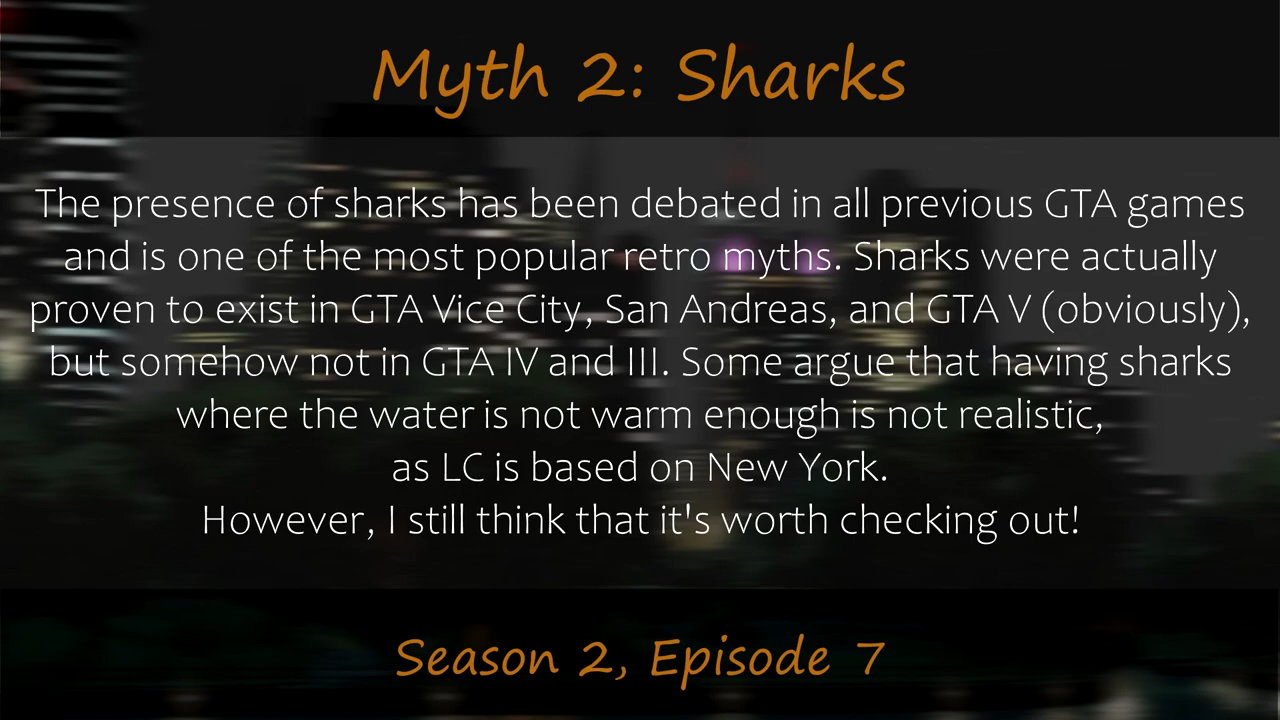 Myth 2: Sharks
The presence of sharks has been debated in all previous GTA games
and is one of the most popular retro myths. Sharks were actually
proven to exist in GTA Vice City, San Andreas, and GTA V (obviously),
but somehow not in GTA IV and III. Some argue that having sharks
where the water is not warm enough is not realistic,
as LC is based on New York.
However, I still think that it's worth checking out!
Season 2, Episode 7